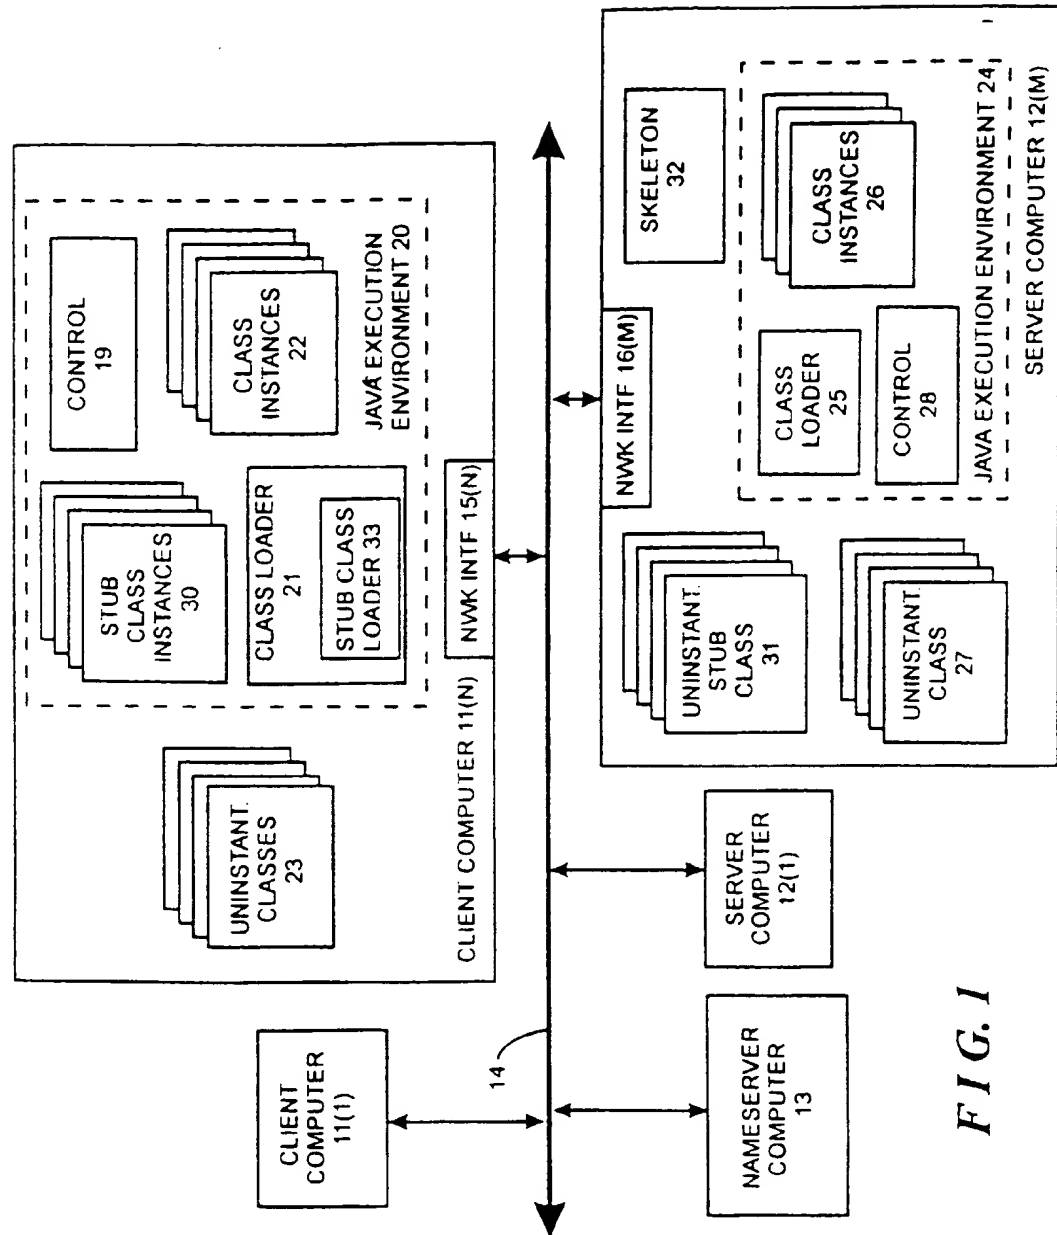 CLIENT
COMPUTER
11(1)
UNINSTANT.
CLASSES
23
STUB
CLASS
INSTANCES
30
CONTROL
19
CLASS LOADER
21
STUB CLASS
LOADER 33
CLASS
INSTANCES
22
JAVA EXECUTION
ENVIRONMENT 20
CLIENT COMPUTER 11(N)
NWK INTF 15(N)
14
NAMESERVER
COMPUTER
13
SERVER
COMPUTER
12(1)
NWK INTF 16(M)
UNINSTANT.
STUB
CLASS
31
SKELETON
32
UNINSTANT.
CLASS
27
CLASS
LOADER
25
CLASS
INSTANCES
26
CONTROL
28
JAVA EXECUTION ENVIRONMENT 24
SERVER COMPUTER 12(M)
FIG. 1